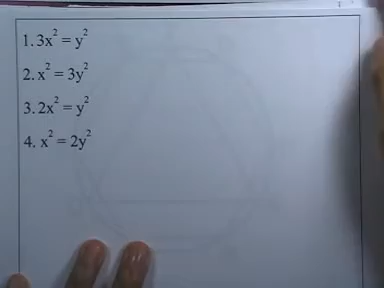 1. 3x² = y²
2. x² = 3y²
3. 2x² = y²
4. x² = 2y²